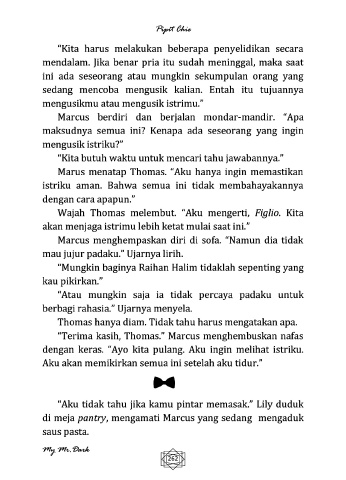 Pipit Chie
“Kita harus melakukan beberapa penyelidikan secara
mendalam. Jika benar pria itu sudah meninggal, maka saat
ini ada seseorang atau mungkin sekumpulan orang yang
sedang mencoba mengusik kalian. Entah itu tujuannya
mengusikmu atau mengusik istrimu.”
Marcus berdiri dan berjalan mondar-mandir. “Apa
maksudnya semua ini? Kenapa ada seseorang yang ingin
mengusik istriku?”
“Kita butuh waktu untuk mencari tahu jawabannya.”
Marus menatap Thomas. “Aku hanya ingin memastikan
istriku aman. Bahwa semua ini tidak membahayakannya
dengan cara apapun.”
Wajah Thomas melembut. “Aku mengerti, Figlio. Kita
akan menjaga istrimu lebih ketat mulai saat ini.”
Marcus menghempaskan diri di sofa. “Namun dia tidak
mau jujur padaku.” Ujarnya lirih.
“Mungkin baginya Raihan Halim tidaklah sepenting yang
kau pikirkan.”
“Atau mungkin saja ia tidak percaya padaku untuk
berbagi rahasia.” Ujarnya menyela.
Thomas hanya diam. Tidak tahu harus mengatakan apa.
“Terima kasih, Thomas.” Marcus menghembuskan nafas
dengan keras. “Ayo kita pulang. Aku ingin melihat istriku.
Aku akan memikirkan semua ini setelah aku tidur.”
“Aku tidak tahu jika kamu pintar memasak.” Lily duduk
di meja pantry, mengamati Marcus yang sedang mengaduk
saus pasta.
My Mr. Dark
262